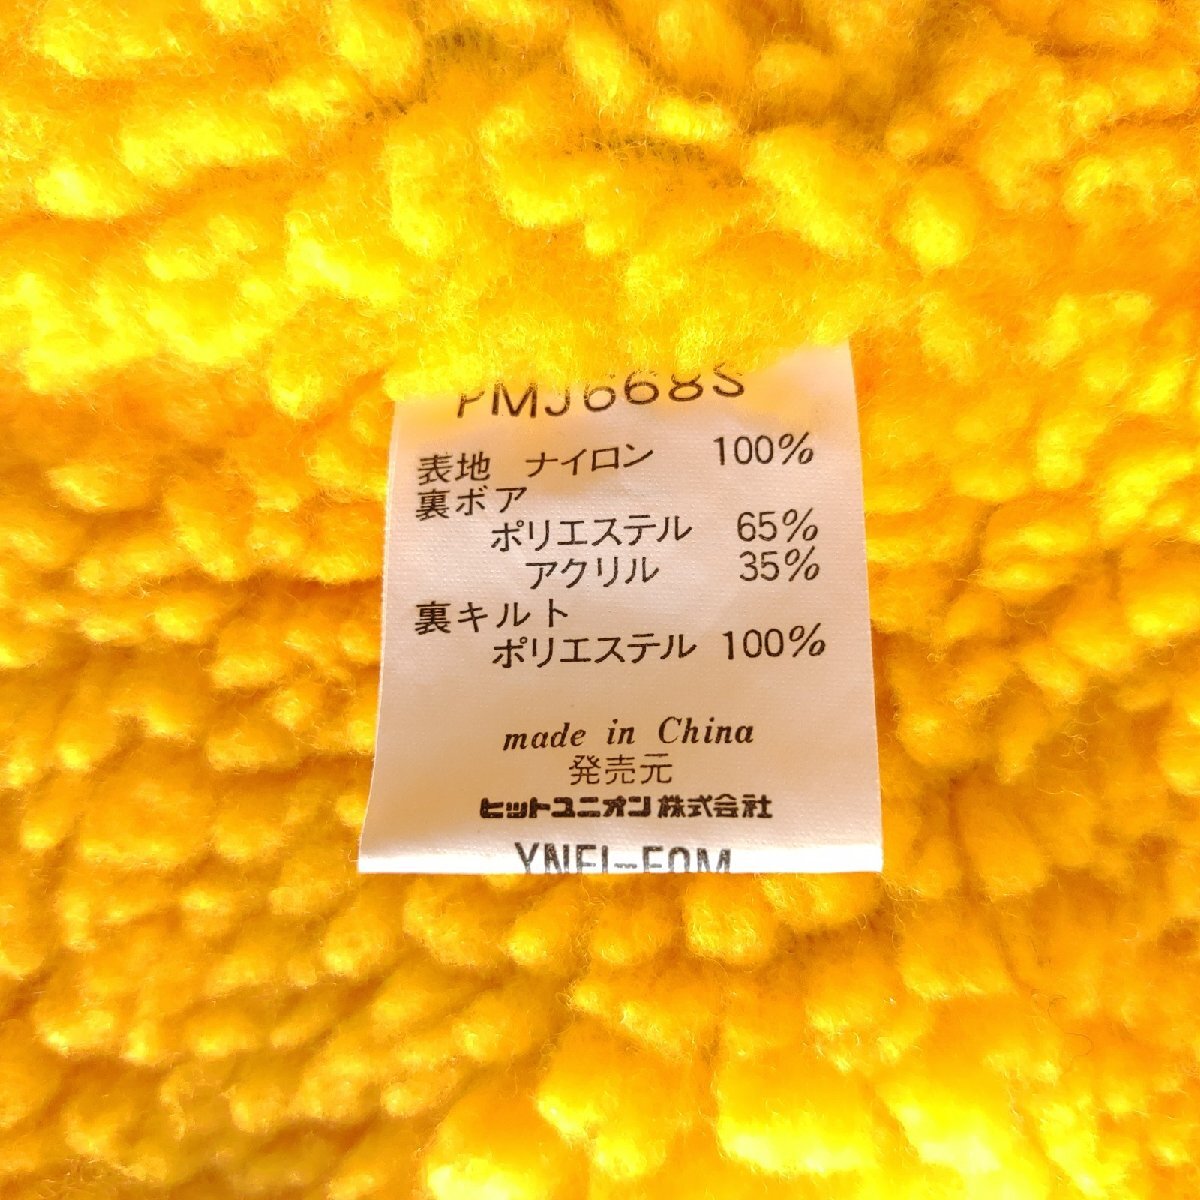 PMJ668S
表地 ナイロン 100%
裏ボア
ポリエステル 65%
アクリル 35%
裏キルト
ポリエステル 100%
made in China
発売元
ヒットユニオン株式会社